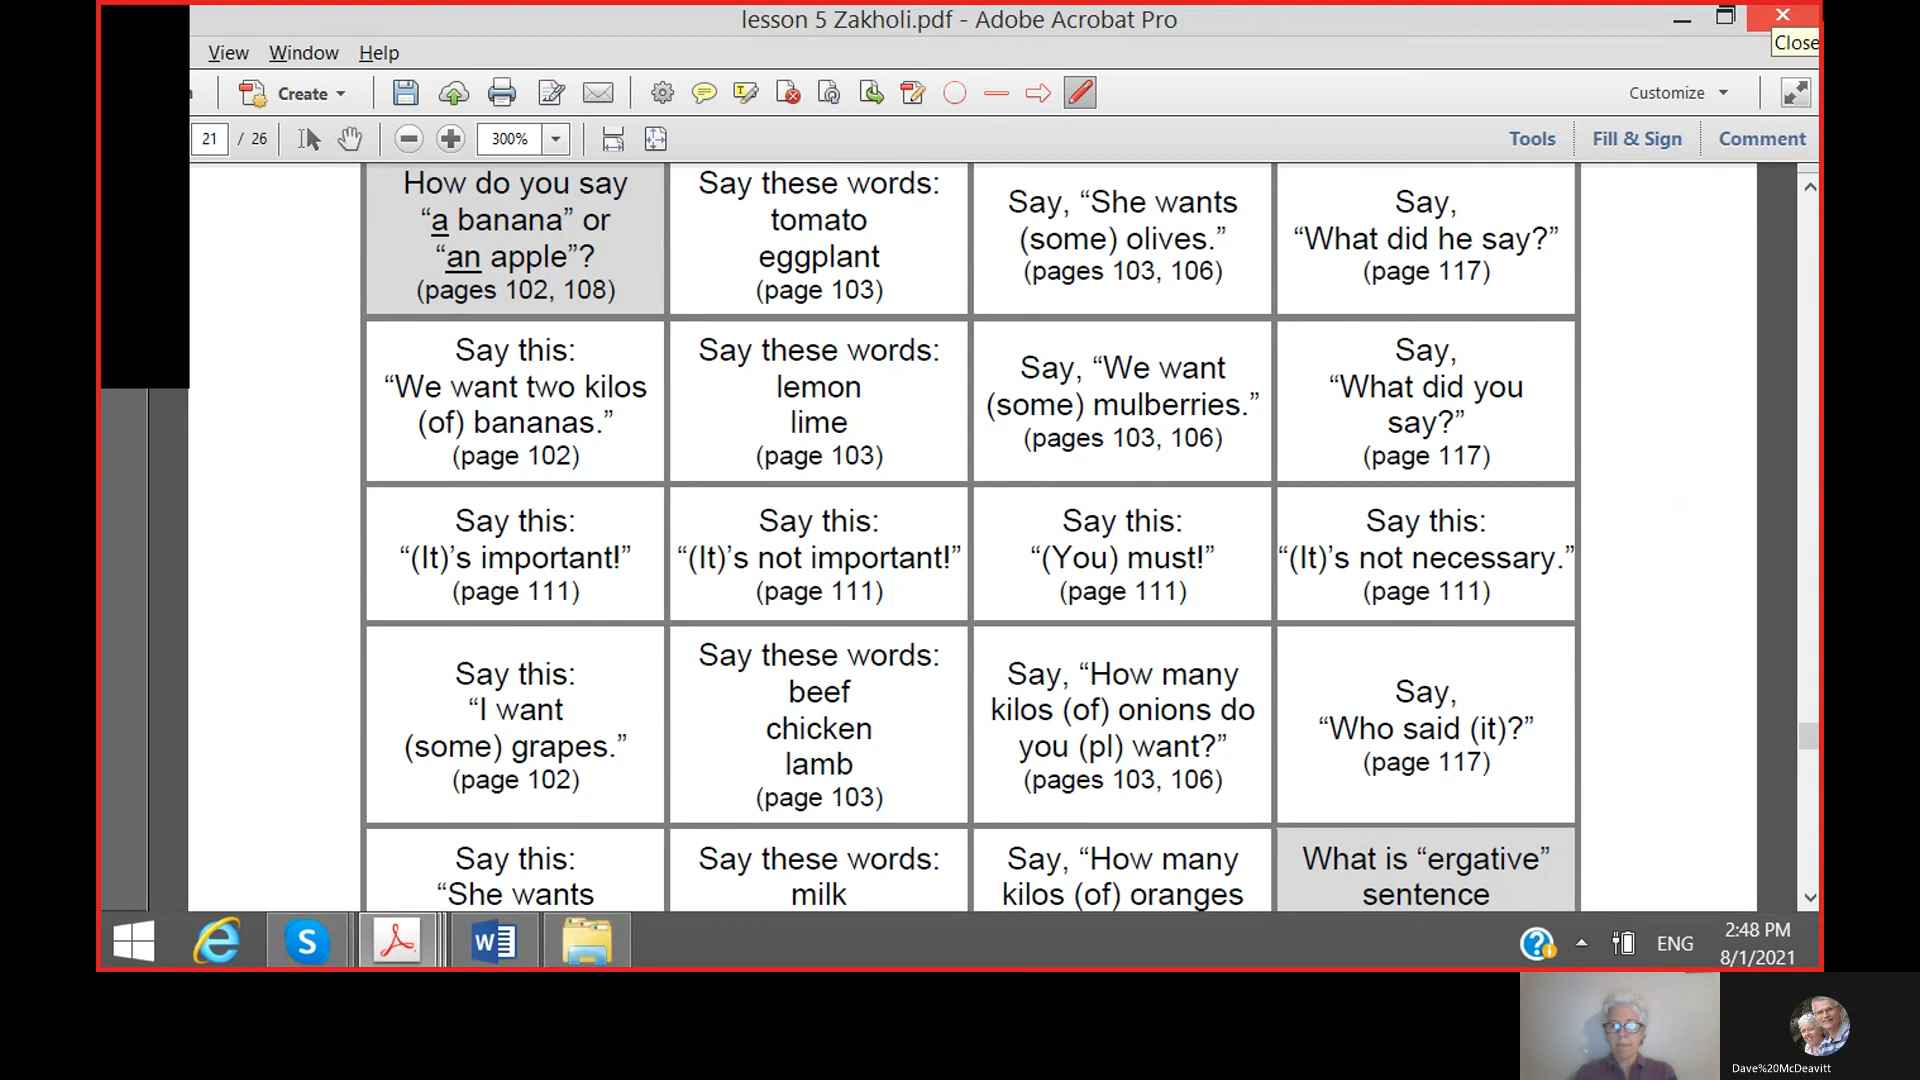 lesson 5 Zakholi.pdf - Adobe Acrobat Pro
Close
View Window Help
Create
Customize
21 / 26
300%
Tools
Fill & Sign
Comment
How do you say
“a banana” or
“an apple”?
(pages 102, 108)
Say these words:
tomato
eggplant
(page 103)
Say, “She wants
(some) olives.”
(pages 103, 106)
Say,
“What did he say?”
(page 117)
Say this:
“We want two kilos
(of) bananas.”
(page 102)
Say these words:
lemon
lime
(page 103)
Say, “We want
(some) mulberries.”
(pages 103, 106)
Say,
“What did you
say?”
(page 117)
Say this:
“(It)’s important!”
(page 111)
Say this:
“(It)’s not important!”
(page 111)
Say this:
“(You) must!”
(page 111)
Say this:
“(It)’s not necessary.”
(page 111)
Say this:
“I want
(some) grapes.”
(page 102)
Say these words:
beef
chicken
lamb
(page 103)
Say, “How many
kilos (of) onions do
you (pl) want?”
(pages 103, 106)
Say,
“Who said (it)?”
(page 117)
Say this:
“She wants
Say these words:
milk
Say, “How many
kilos (of) oranges
What is “ergative”
sentence
ENG
2:48 PM
8/1/2021
Dave%20McDeavitt